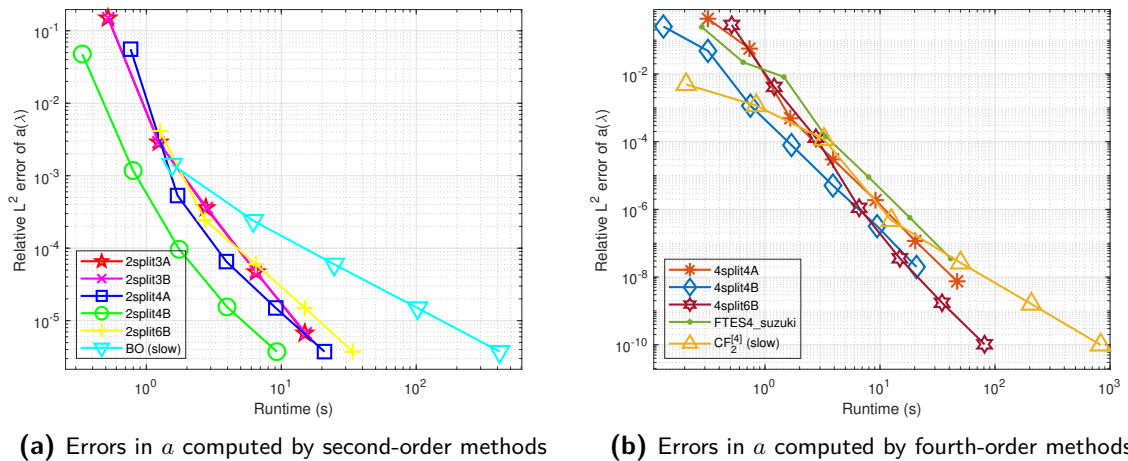 10^-1
10^-2
10^-3
10^-4
10^-5
Relative L^2 error of a(λ)
2split3A
2split3B
2split4A
2split4B
2split6B
BO (slow)
10^0
10^1
10^2
Runtime (s)
(a) Errors in a computed by second-order methods
10^-2
10^-4
10^-6
10^-8
10^-10
Relative L^2 error of a(λ)
4split4A
4split4B
4split6B
FTES4_suzuki
CF_2^[4] (slow)
10^0
10^1
10^2
10^3
Runtime (s)
(b) Errors in a computed by fourth-order methods